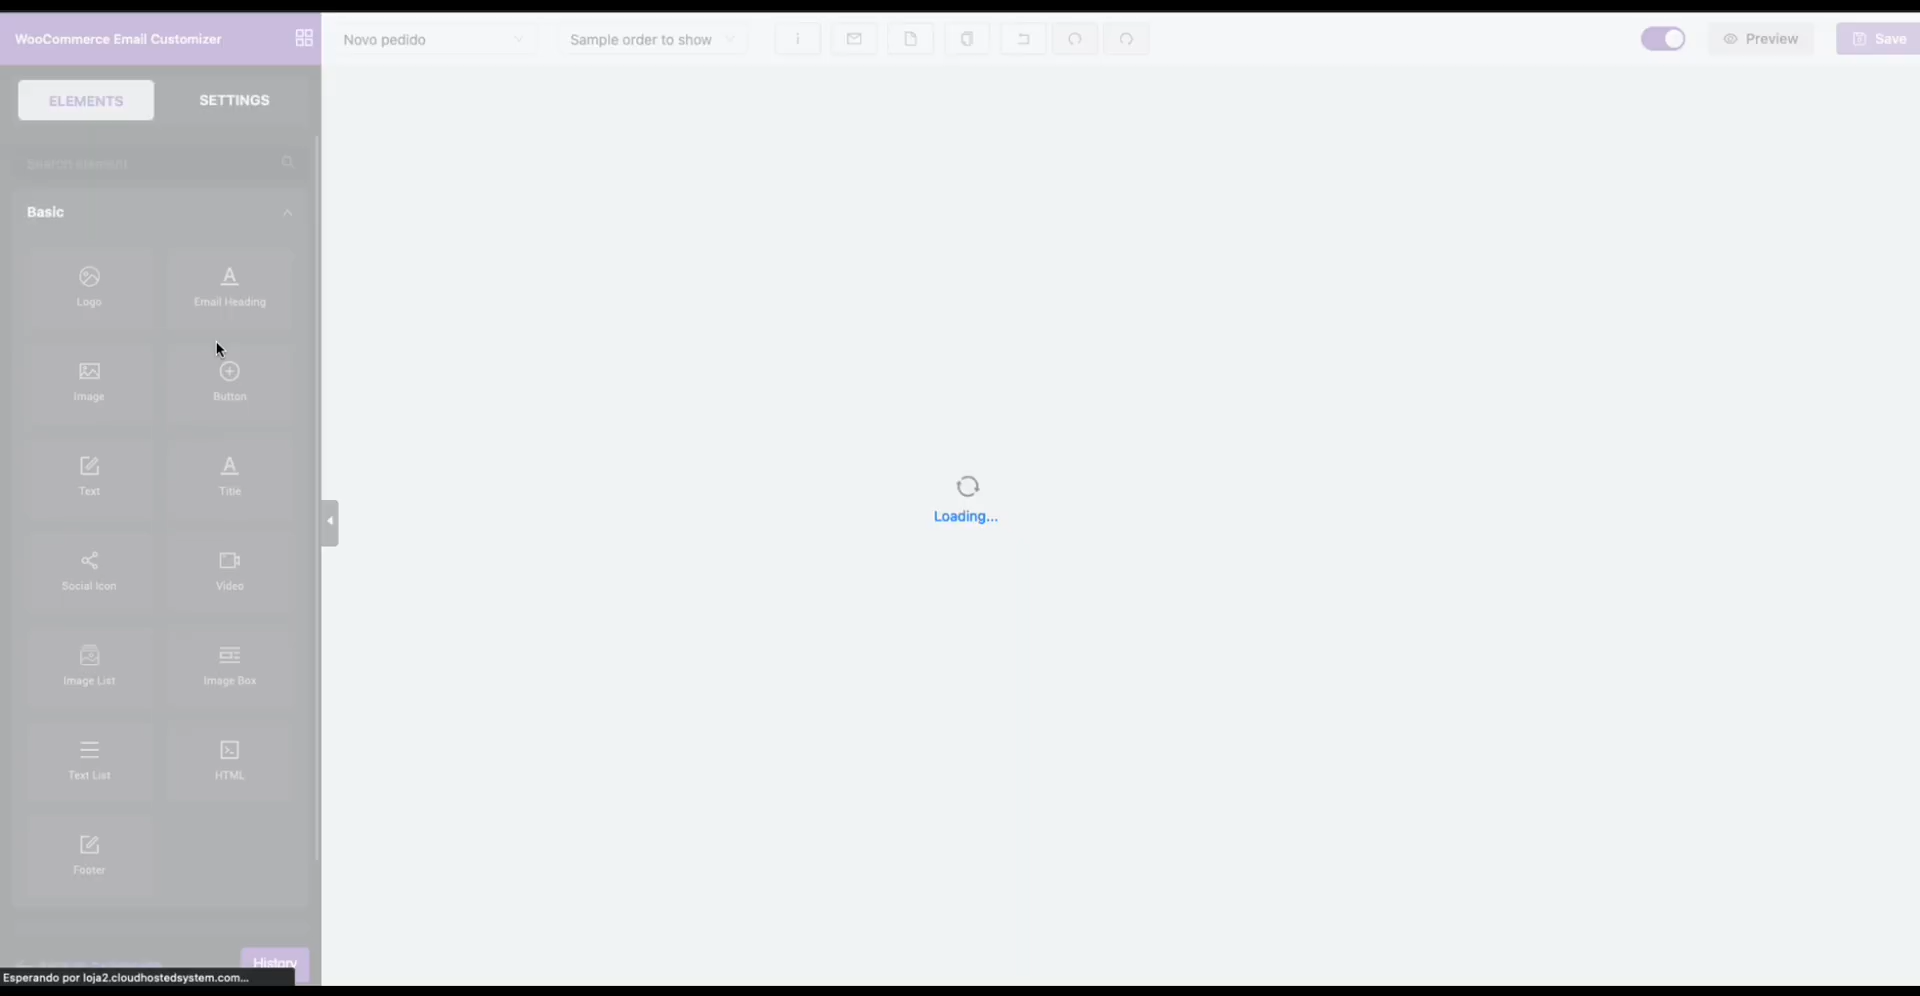 WooCommerce Email Customizer
Novo pedido
Sample order to show
i
Preview
Save
ELEMENTS
SETTINGS
Search element
Basic
Logo
Email Heading
Image
Button
Text
Title
Social Icon
Video
Image List
Image Box
Text List
HTML
Footer
Loading...
History
Esperando por loja2.cloudhostedsystem.com...